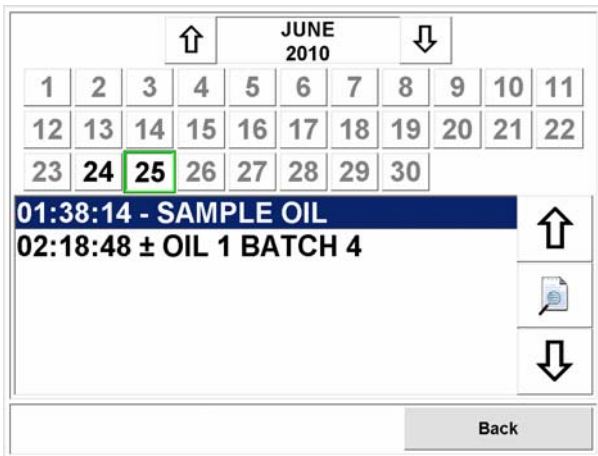 JUNE
2010
1 2 3 4 5 6 7 8 9 10 11
12 13 14 15 16 17 18 19 20 21 22
23 24 25 26 27 28 29 30
01:38:14 - SAMPLE OIL
02:18:48 ± OIL 1 BATCH 4
Back